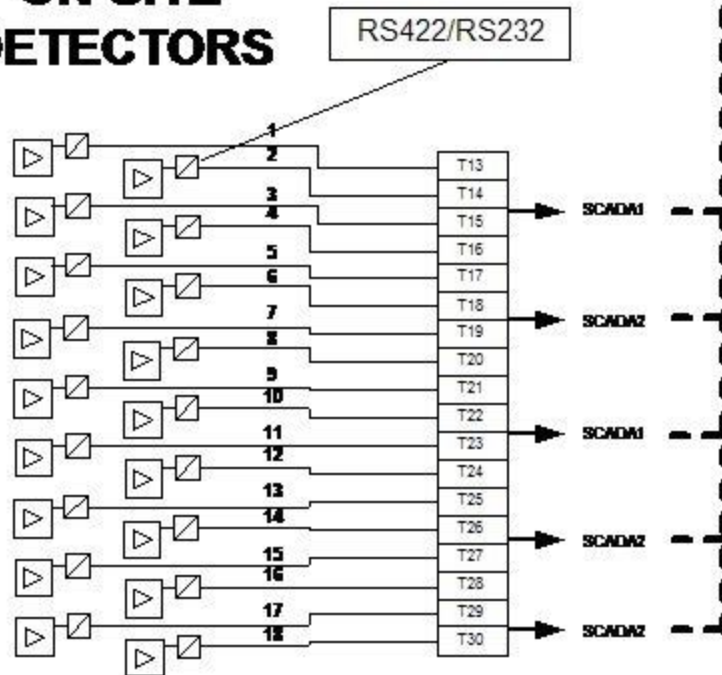 DETECTORS
RS422/RS232
1
2
3
4
5
6
7
8
9
10
11
12
13
14
15
16
17
18
T13
T14
T15
T16
T17
T18
T19
T20
T21
T22
T23
T24
T25
T26
T27
T28
T29
T30
SCADA1
SCADA2
SCADA1
SCADA2
SCADA2